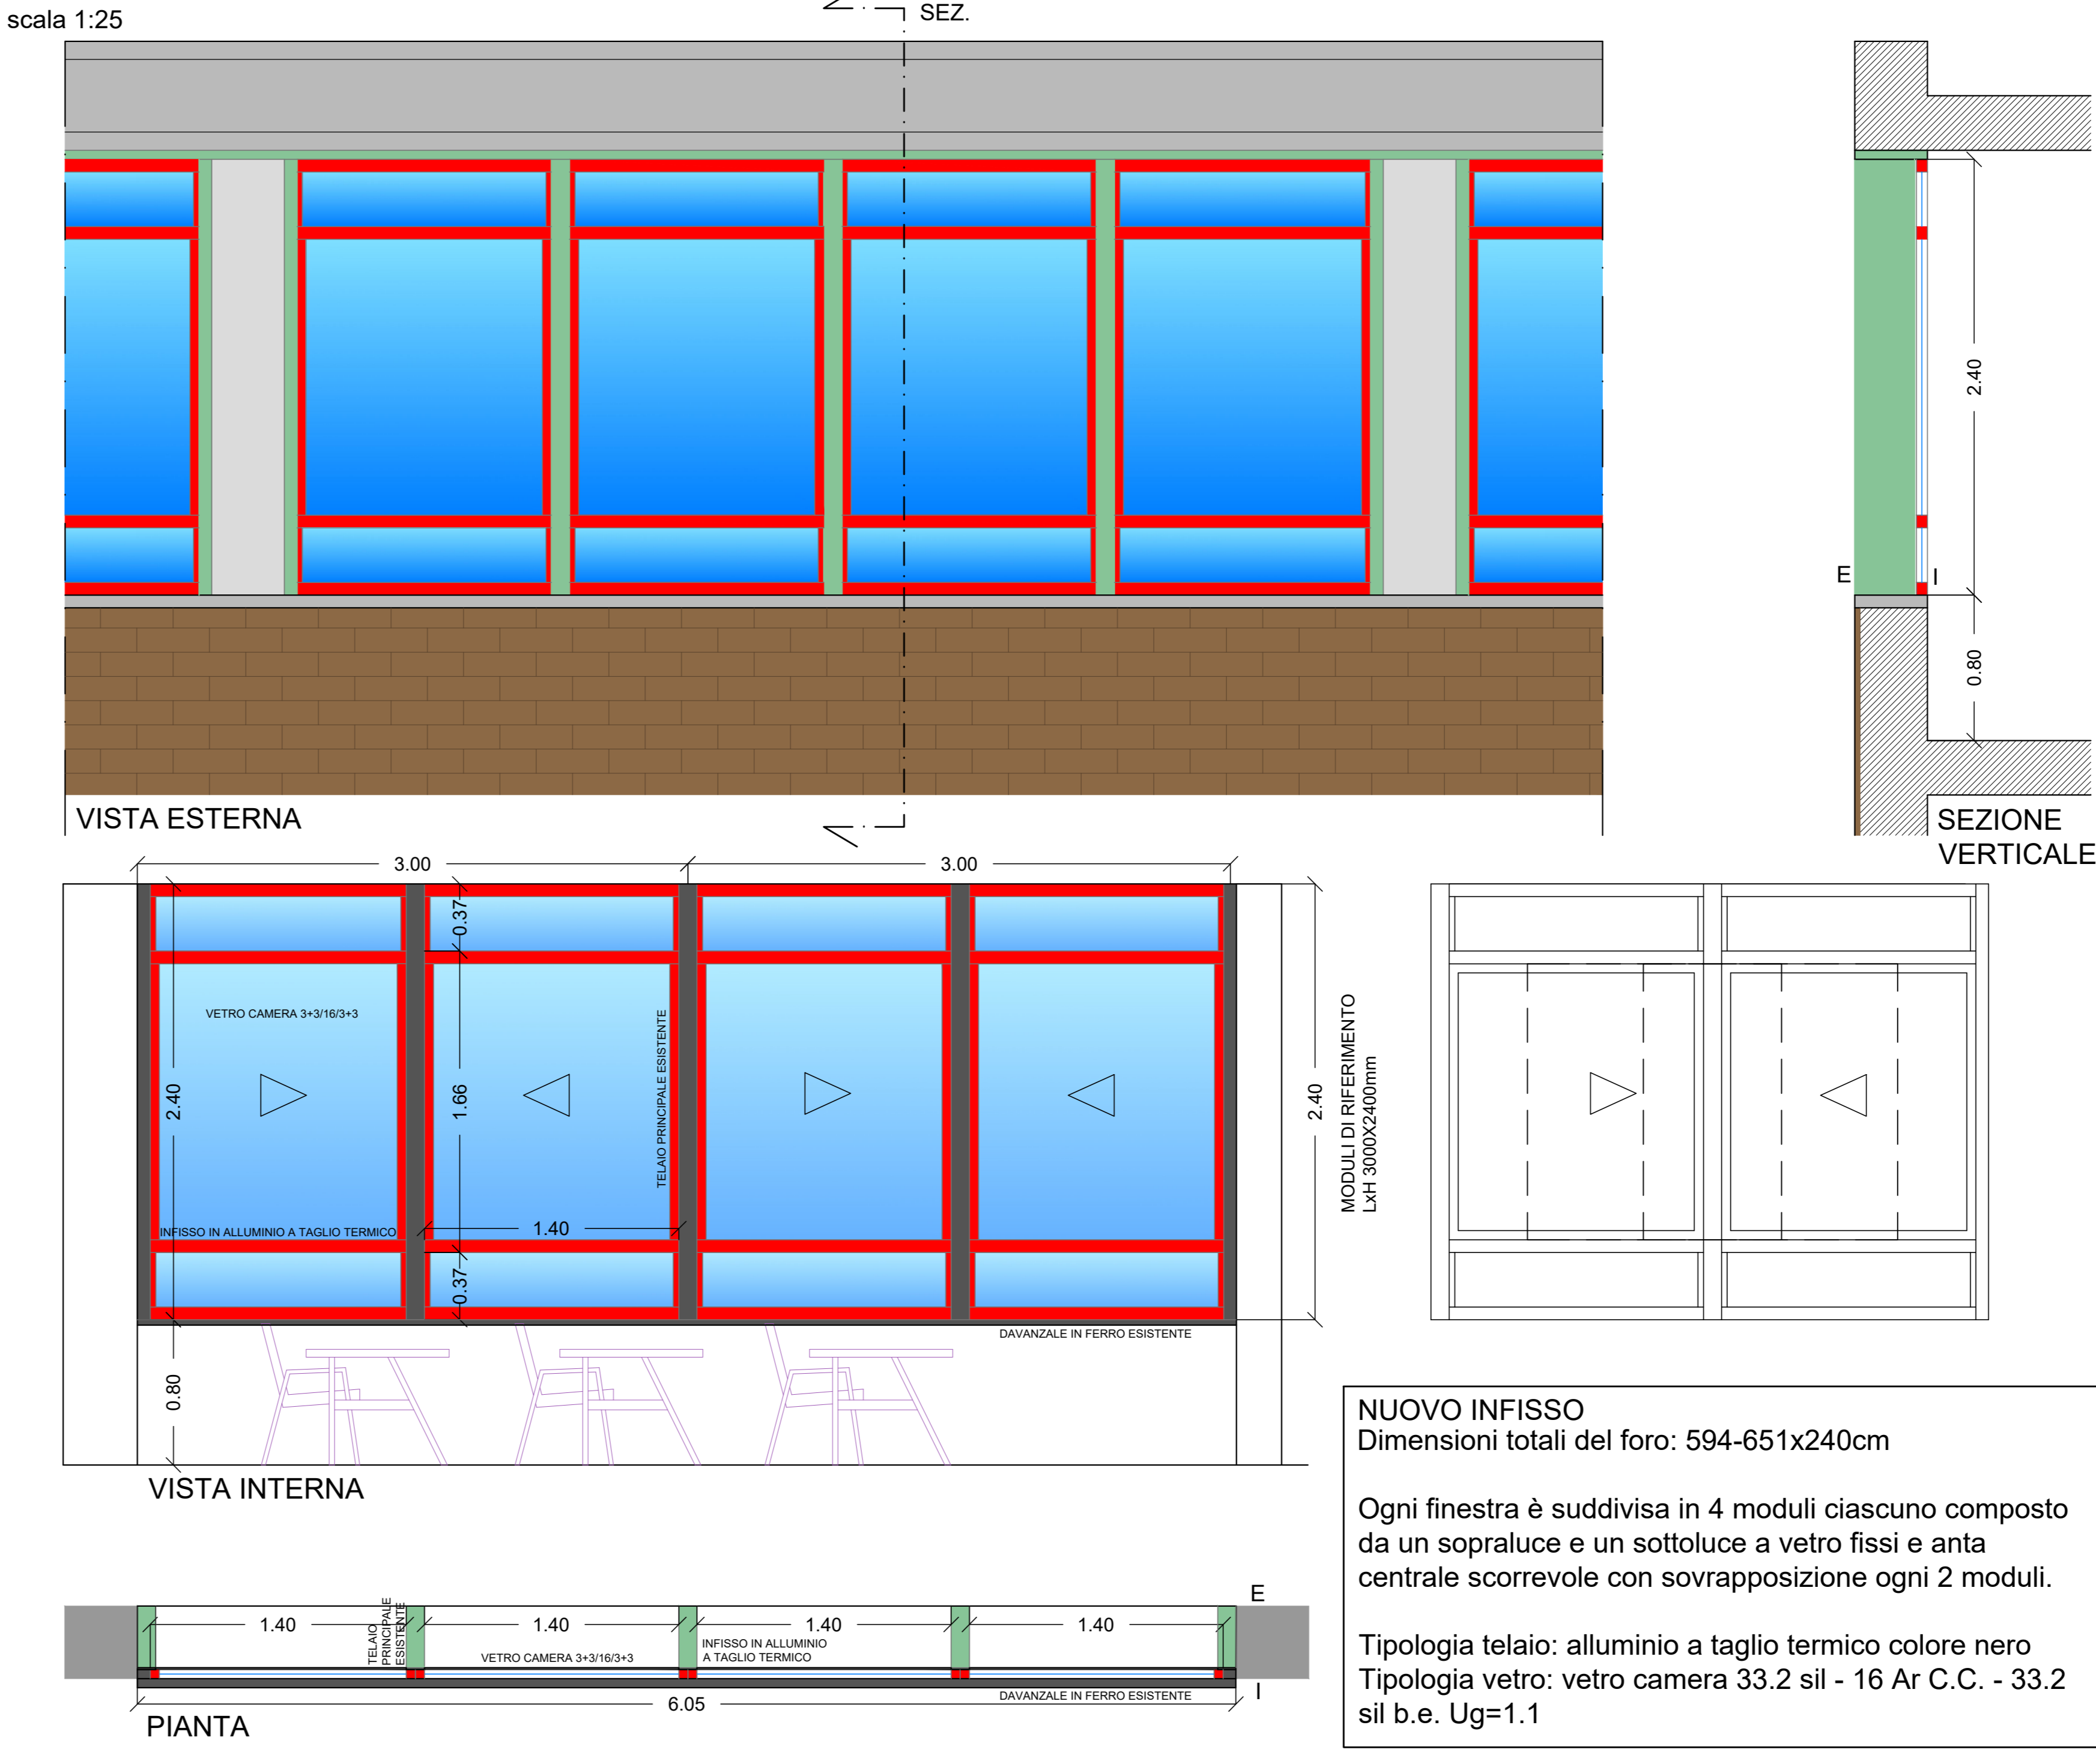 scala 1:25
SEZ.
2.40
E
I
0.80
VISTA ESTERNA
SEZIONE
VERTICALE
3.00
3.00
0.37
VETRO CAMERA 3+3/16/3+3
TELAIO PRINCIPALE ESISTENTE
2.40
1.66
2.40
MODULI DI RIFERIMENTO
LxH 3000X2400mm
INFISSO IN ALLUMINIO A TAGLIO TERMICO
1.40
0.37
DAVANZALE IN FERRO ESISTENTE
0.80
VISTA INTERNA
NUOVO INFISSO
Dimensioni totali del foro: 594-651x240cm
Ogni finestra è suddivisa in 4 moduli ciascuno composto
da un sopraluce e un sottoluce a vetro fissi e anta
centrale scorrevole con sovrapposizione ogni 2 moduli.
Tipologia telaio: alluminio a taglio termico colore nero
Tipologia vetro: vetro camera 33.2 sil - 16 Ar C.C. - 33.2
sil b.e. Ug=1.1
E
1.40
TELAIO
PRINCIPALE
ESISTENTE
1.40
1.40
1.40
VETRO CAMERA 3+3/16/3+3
INFISSO IN ALLUMINIO
A TAGLIO TERMICO
I
6.05
DAVANZALE IN FERRO ESISTENTE
PIANTA